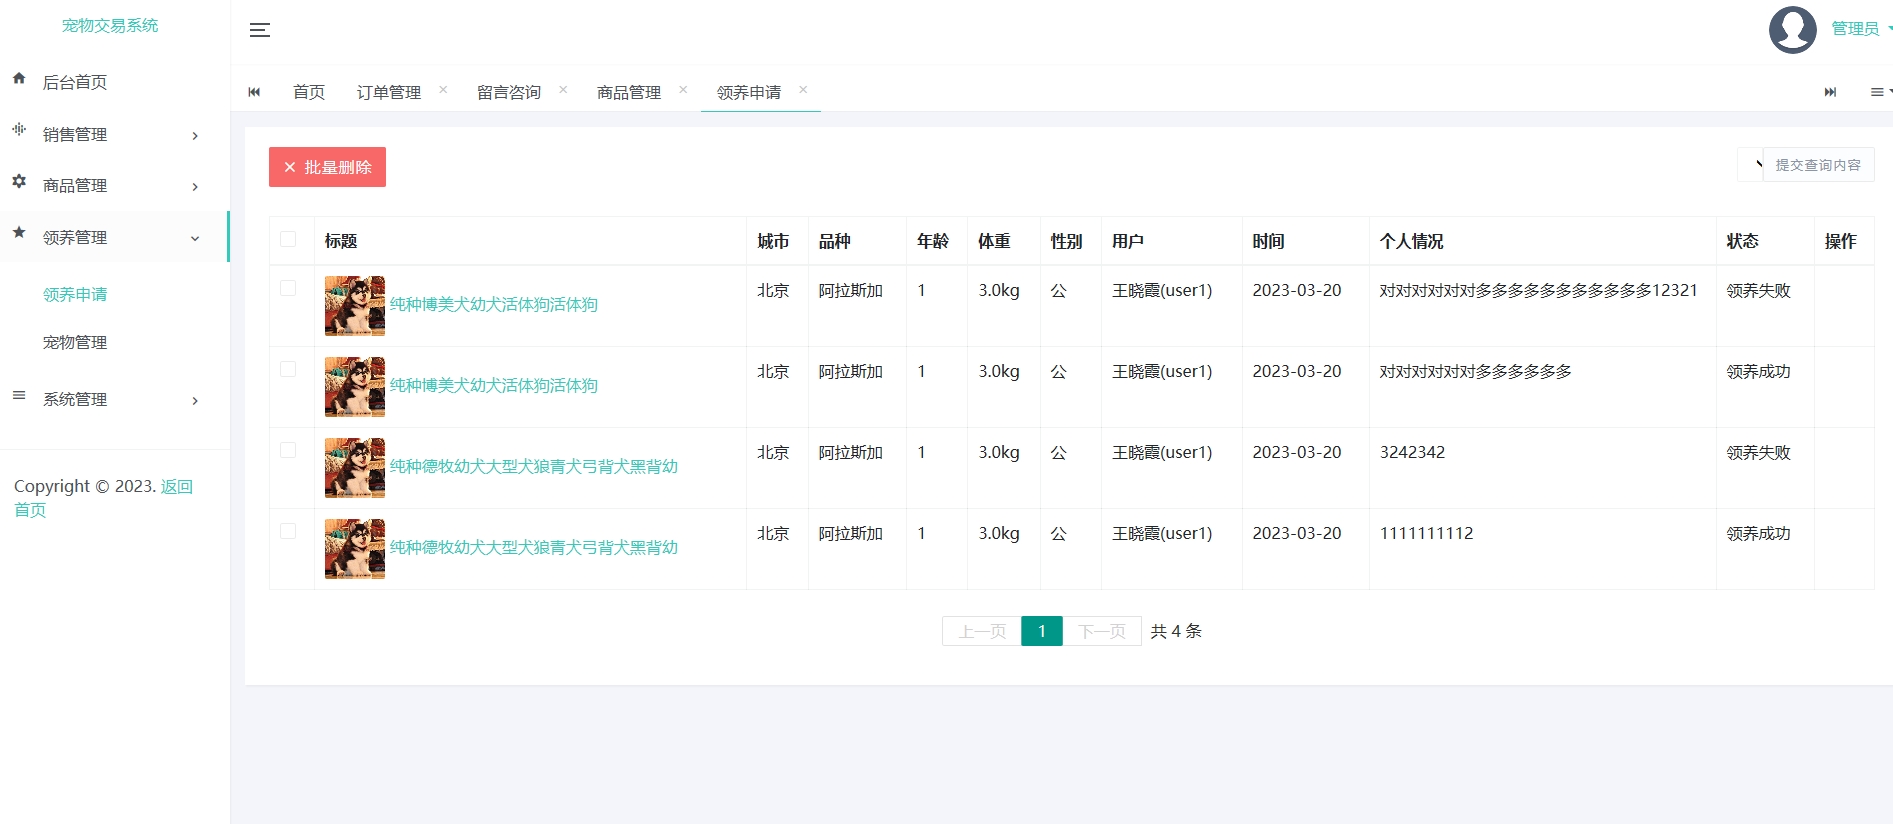 宠物交易系统
管理员
后台首页
销售管理
商品管理
领养管理
领养申请
宠物管理
系统管理
Copyright © 2023. 返回
首页
首页 订单管理 × 留言咨询 × 商品管理 × 领养申请 ×
× 批量删除
提交查询内容
标题 城市 品种 年龄 体重 性别 用户 时间 个人情况 状态 操作
纯种博美犬幼犬活体狗活体狗 北京 阿拉斯加 1 3.0kg 公 王晓霞(user1) 2023-03-20 对对对对对对多多多多多多多多多多多12321 领养失败
纯种博美犬幼犬活体狗活体狗 北京 阿拉斯加 1 3.0kg 公 王晓霞(user1) 2023-03-20 对对对对对对多多多多多多 领养成功
纯种德牧幼犬大型犬狼青犬弓背犬黑背幼 北京 阿拉斯加 1 3.0kg 公 王晓霞(user1) 2023-03-20 3242342 领养失败
纯种德牧幼犬大型犬狼青犬弓背犬黑背幼 北京 阿拉斯加 1 3.0kg 公 王晓霞(user1) 2023-03-20 1111111112 领养成功
上一页 1 下一页 共 4 条